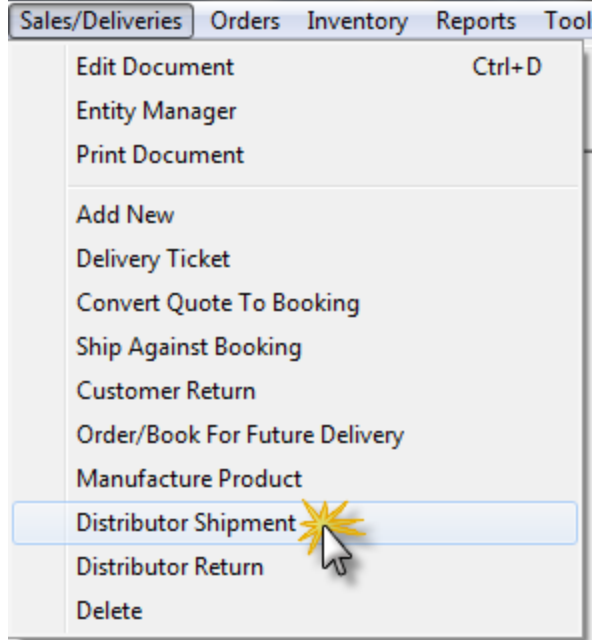 Sales/Deliveries Orders Inventory Reports Tool
Edit Document Ctrl+D
Entity Manager
Print Document
Add New
Delivery Ticket
Convert Quote To Booking
Ship Against Booking
Customer Return
Order/Book For Future Delivery
Manufacture Product
Distributor Shipment
Distributor Return
Delete